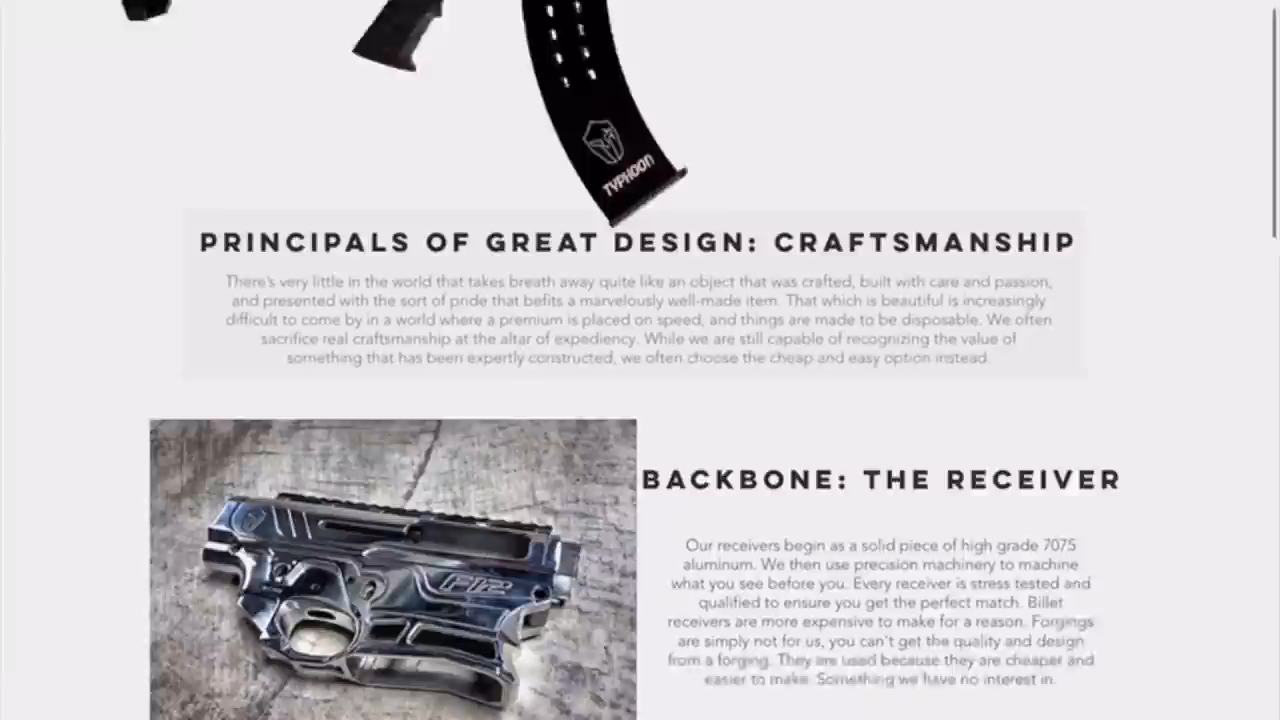 TYPHOON
PRINCIPALS OF GREAT DESIGN: CRAFTSMANSHIP
There's very little in the world that takes breath away quite like an object that was crafted, built with care and passion,
and presented with the sort of pride that befits a marvelously well-made item. That which is beautiful is increasingly
difficult to come by in a world where a premium is placed on speed, and things are made to be disposable. We often
sacrifice real craftsmanship at the altar of expediency. While we are still capable of recognizing the value of
something that has been expertly constructed, we often choose the cheap and easy option instead.
BACKBONE: THE RECEIVER
F12
Our receivers begin as a solid piece of high grade 7075
aluminum. We then use precision machinery to machine
what you see before you. Every receiver is stress tested and
qualified to ensure you get the perfect match. Billet
receivers are more expensive to make for a reason. Forgings
are simply not for us, you can't get the quality and design
from a forging. They are used because they are cheaper and
easier to make. Something we have no interest in.